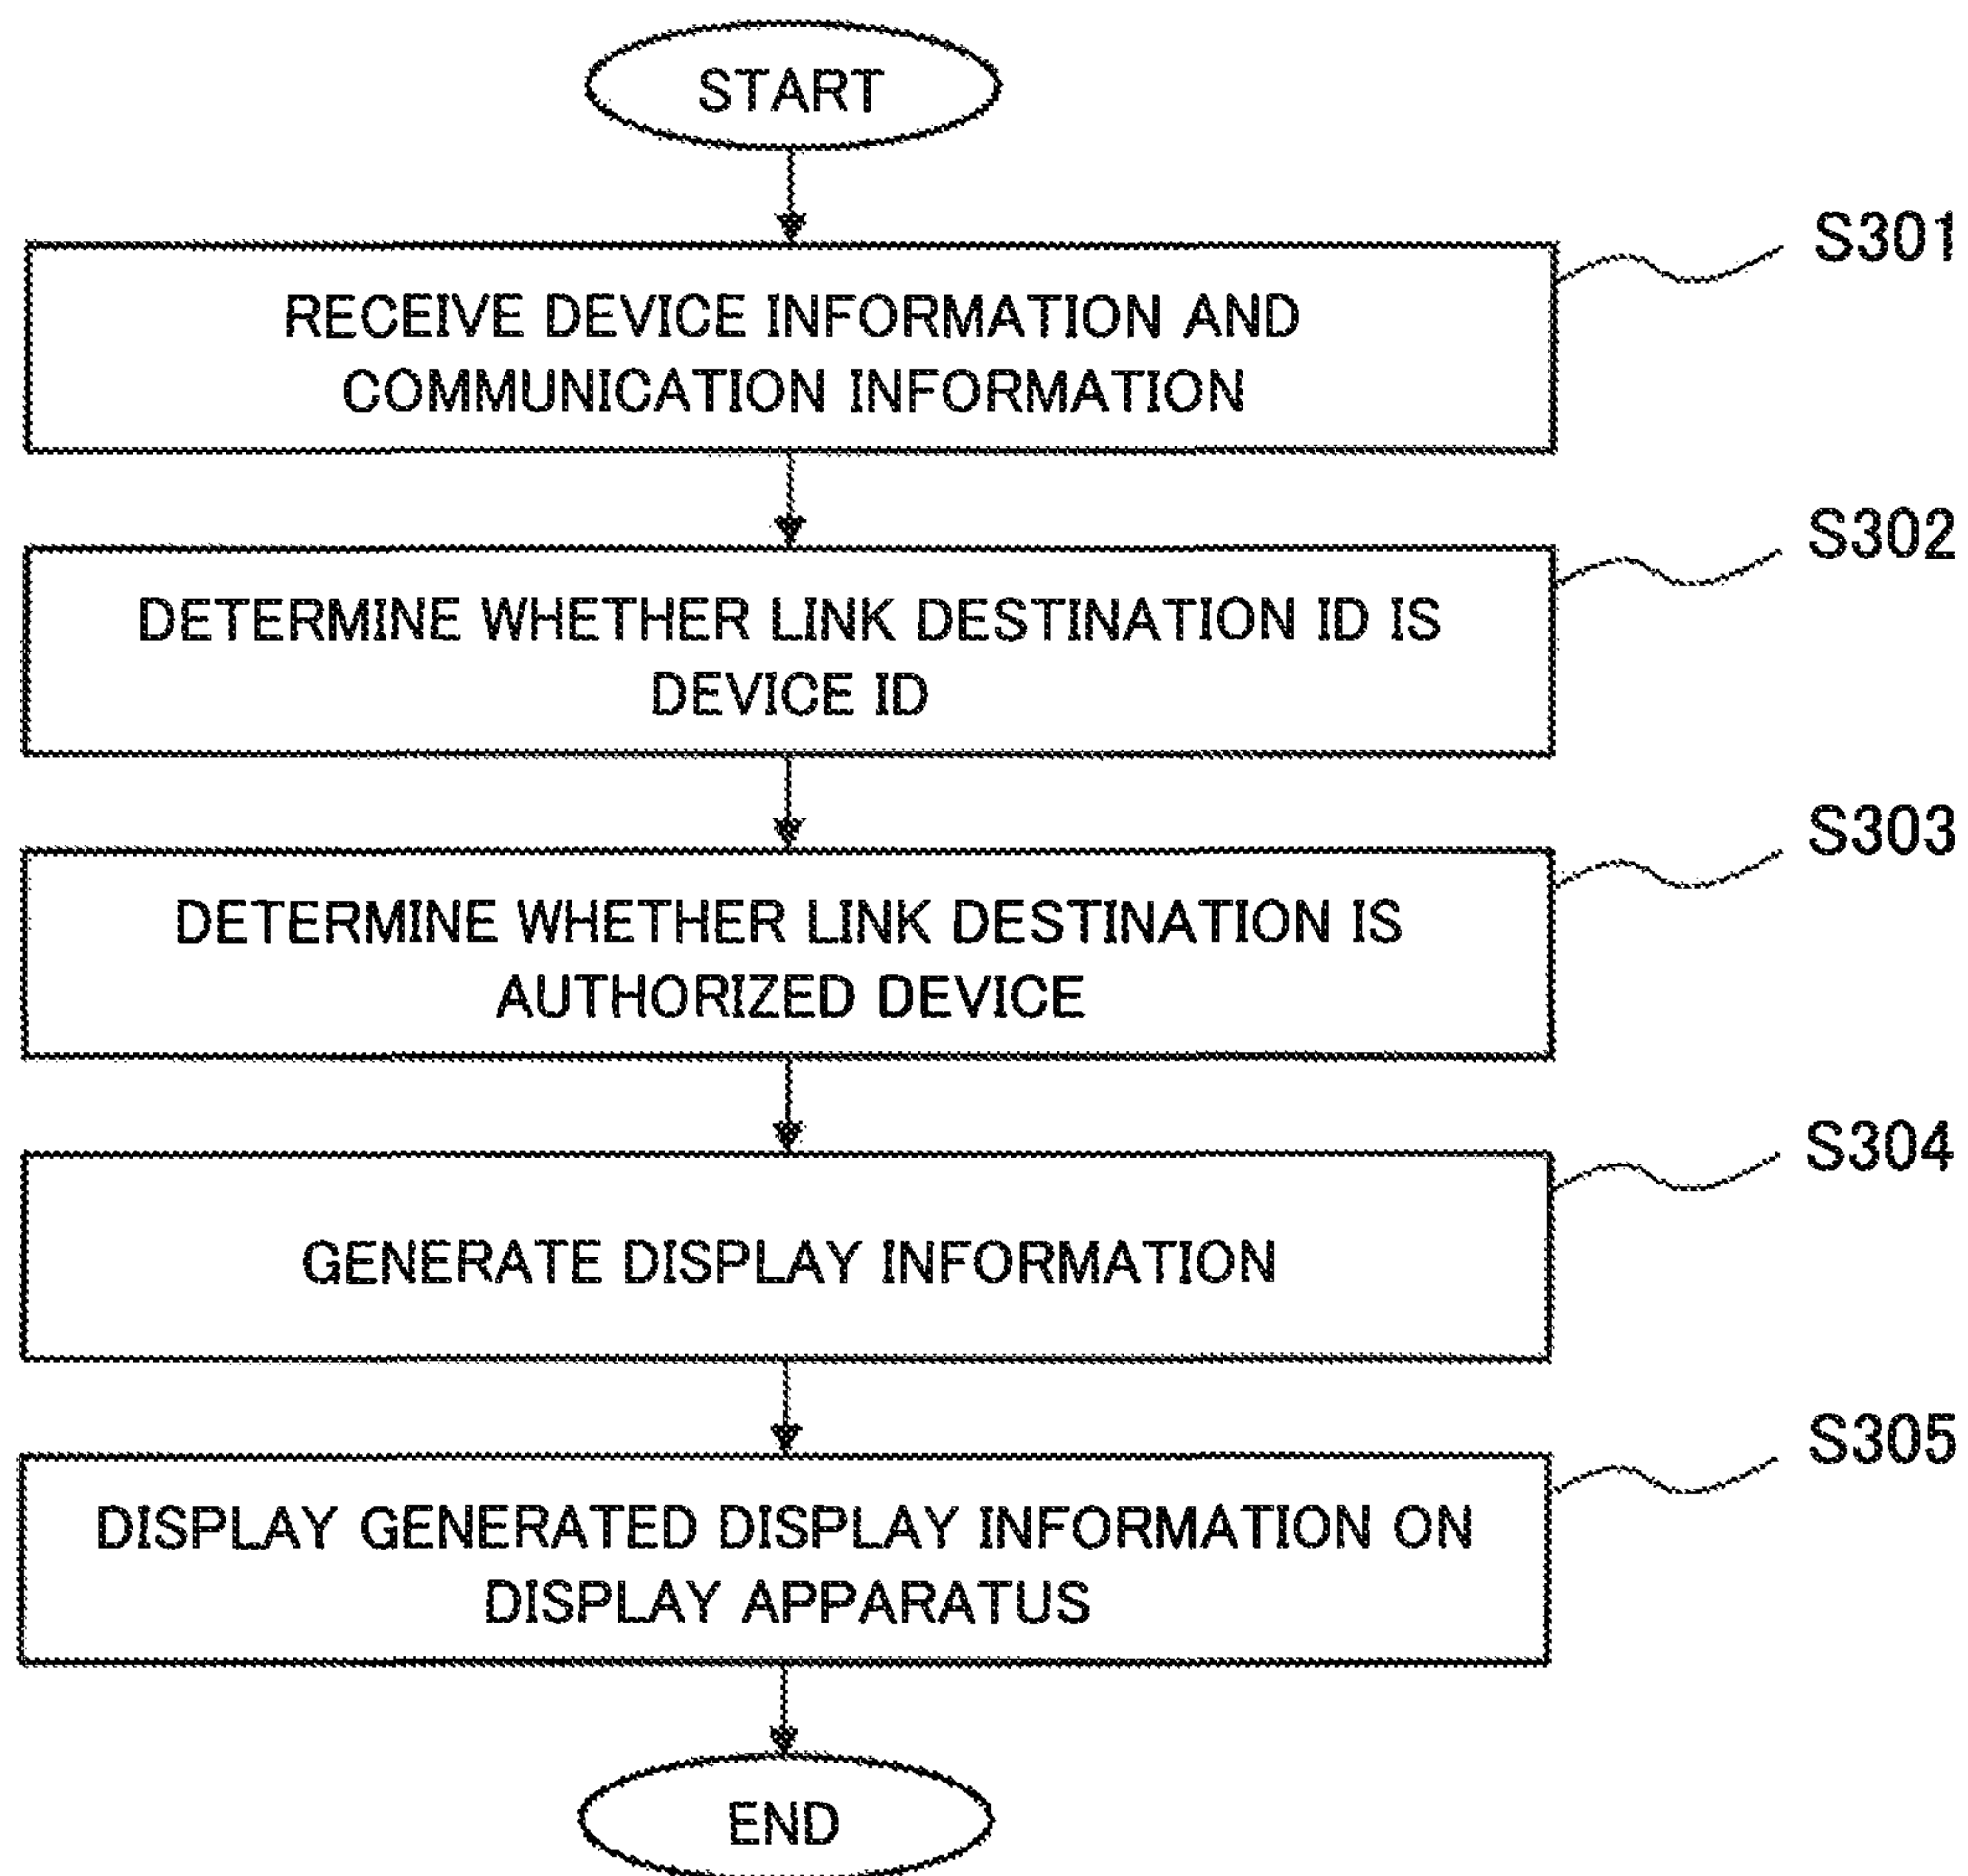 START
S301
RECEIVE DEVICE INFORMATION AND
COMMUNICATION INFORMATION
S302
DETERMINE WHETHER LINK DESTINATION ID IS
DEVICE ID
S303
DETERMINE WHETHER LINK DESTINATION IS
AUTHORIZED DEVICE
S304
GENERATE DISPLAY INFORMATION
S305
DISPLAY GENERATED DISPLAY INFORMATION ON
DISPLAY APPARATUS
END